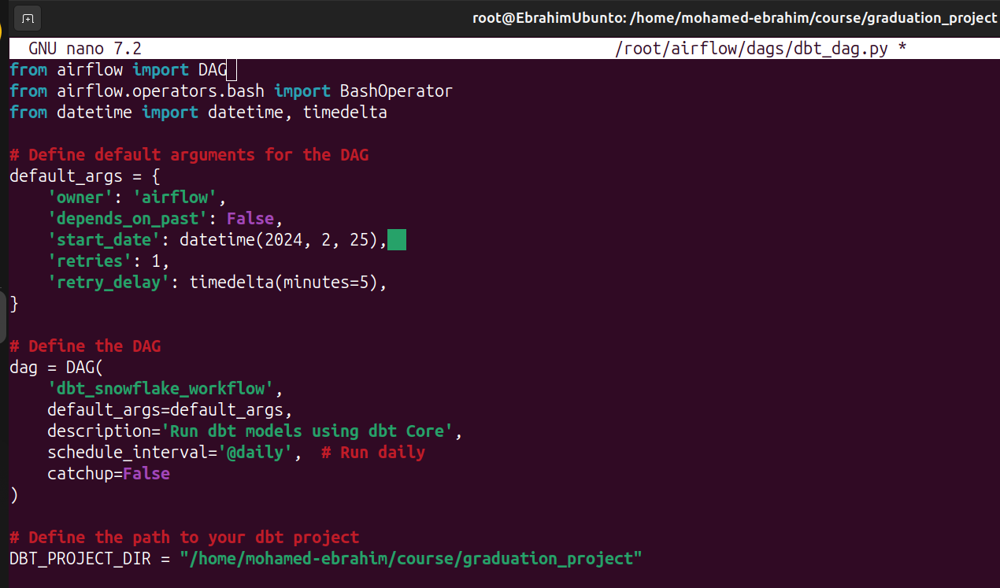 root@EbrahimUbunto: /home/mohamed-ebrahim/course/graduation_project
GNU nano 7.2 /root/airflow/dags/dbt_dag.py *
from airflow import DAG
from airflow.operators.bash import BashOperator
from datetime import datetime, timedelta

# Define default arguments for the DAG
default_args = {
    'owner': 'airflow',
    'depends_on_past': False,
    'start_date': datetime(2024, 2, 25),
    'retries': 1,
    'retry_delay': timedelta(minutes=5),
}

# Define the DAG
dag = DAG(
    'dbt_snowflake_workflow',
    default_args=default_args,
    description='Run dbt models using dbt Core',
    schedule_interval='@daily',  # Run daily
    catchup=False
)

# Define the path to your dbt project
DBT_PROJECT_DIR = "/home/mohamed-ebrahim/course/graduation_project"